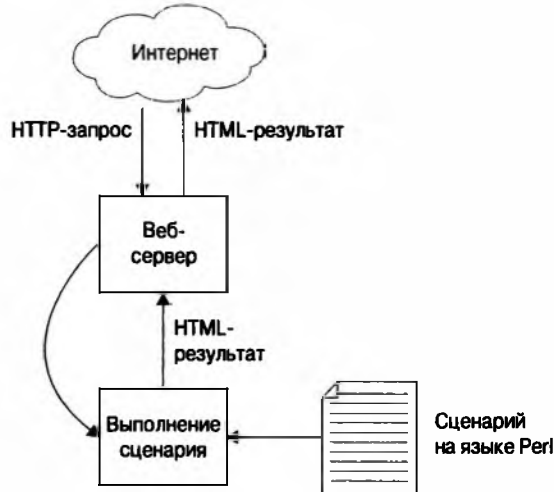 Интернет
HTTP-запрос
HTML-результат
Веб-
сервер
HTML-
результат
Выполнение
сценария
Сценарий
на языке Perl